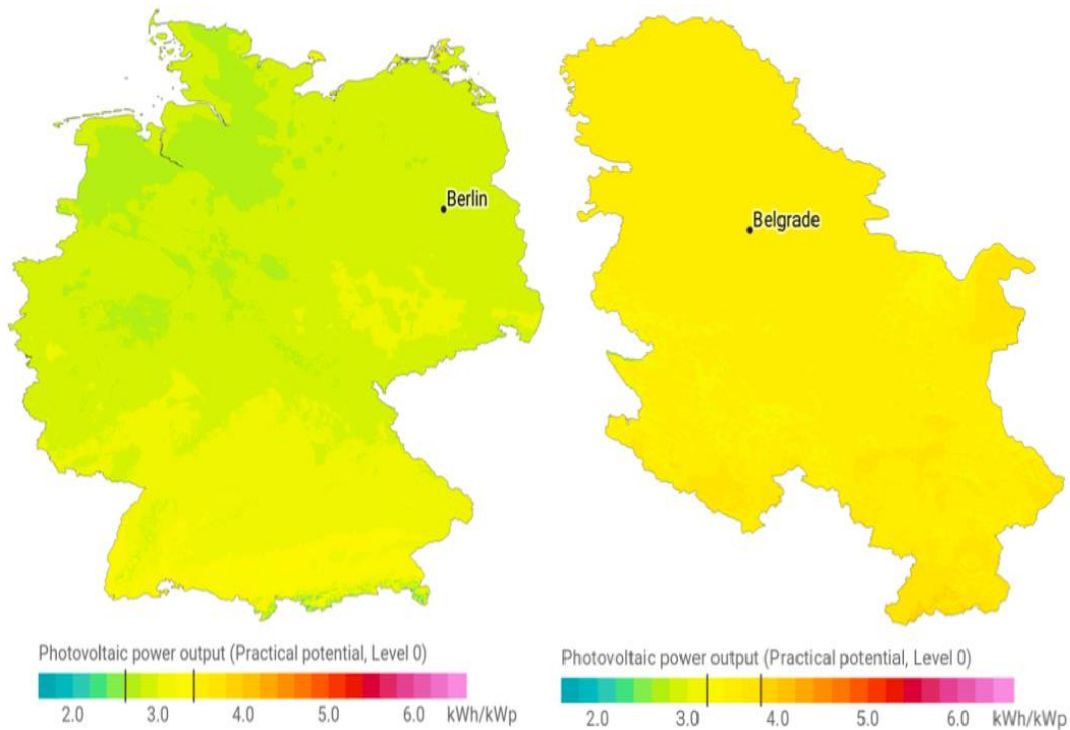 Berlin
Belgrade
Photovoltaic power output (Practical potential, Level 0)
2.0 3.0 4.0 5.0 6.0 kWh/kWp
Photovoltaic power output (Practical potential, Level 0)
2.0 3.0 4.0 5.0 6.0 kWh/kWp